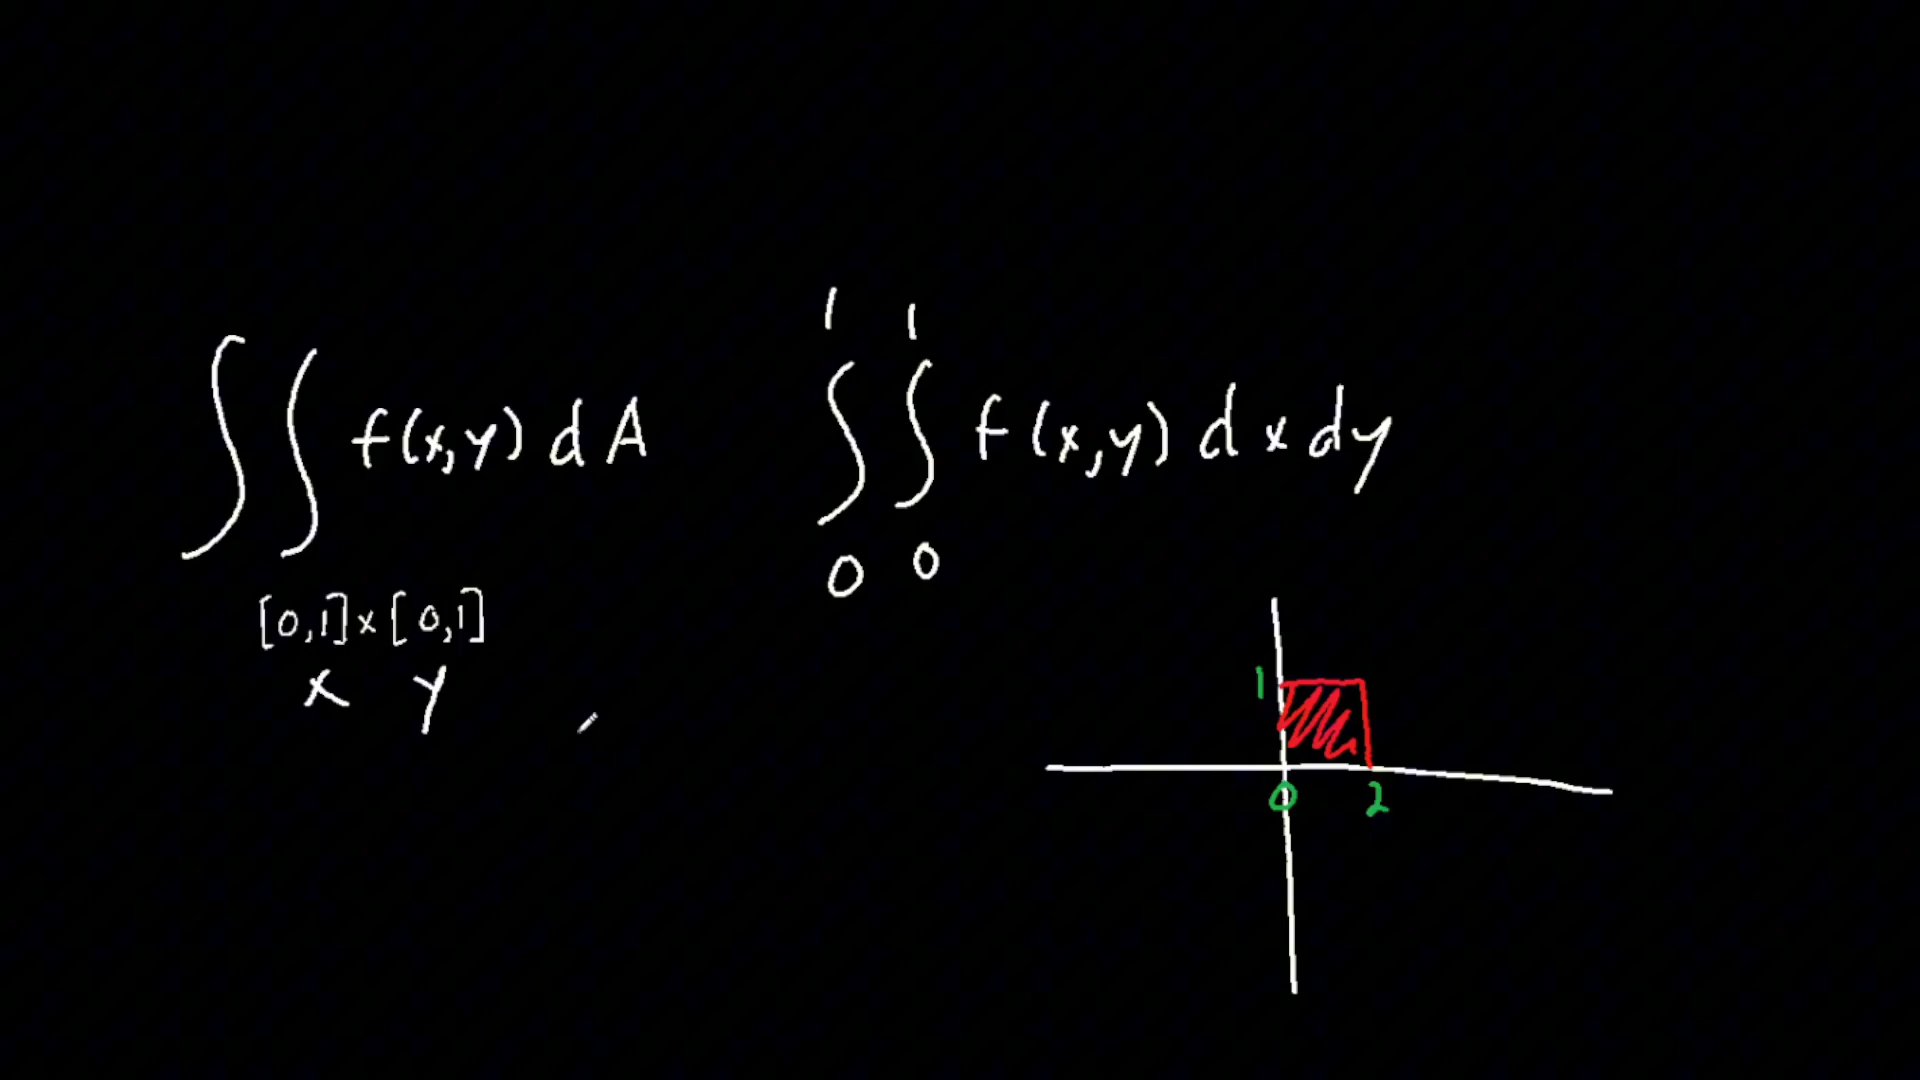 ∫∫ f(x,y) dA
[0,1]x[0,1]
x y
1 1
∫∫ f(x,y) dx dy
0 0
1
0 2